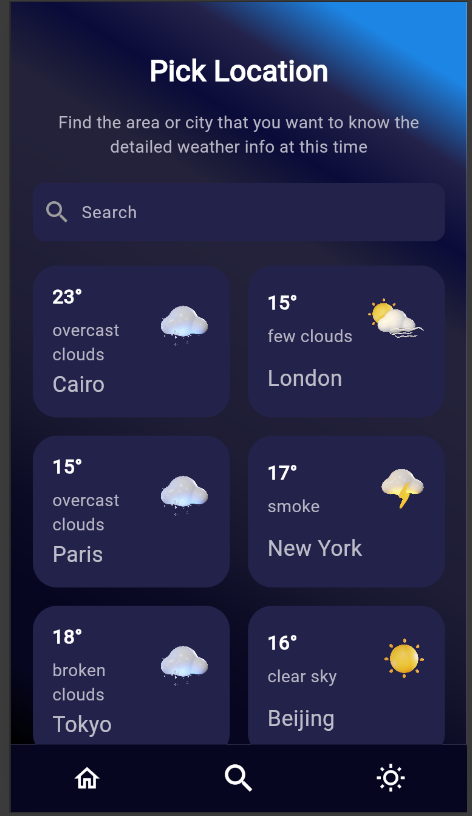 Pick Location
Find the area or city that you want to know the
detailed weather info at this time
Search
23°
overcast
clouds
Cairo
15°
few clouds
London
15°
overcast
clouds
Paris
17°
smoke
New York
18°
broken
clouds
Tokyo
16°
clear sky
Beijing